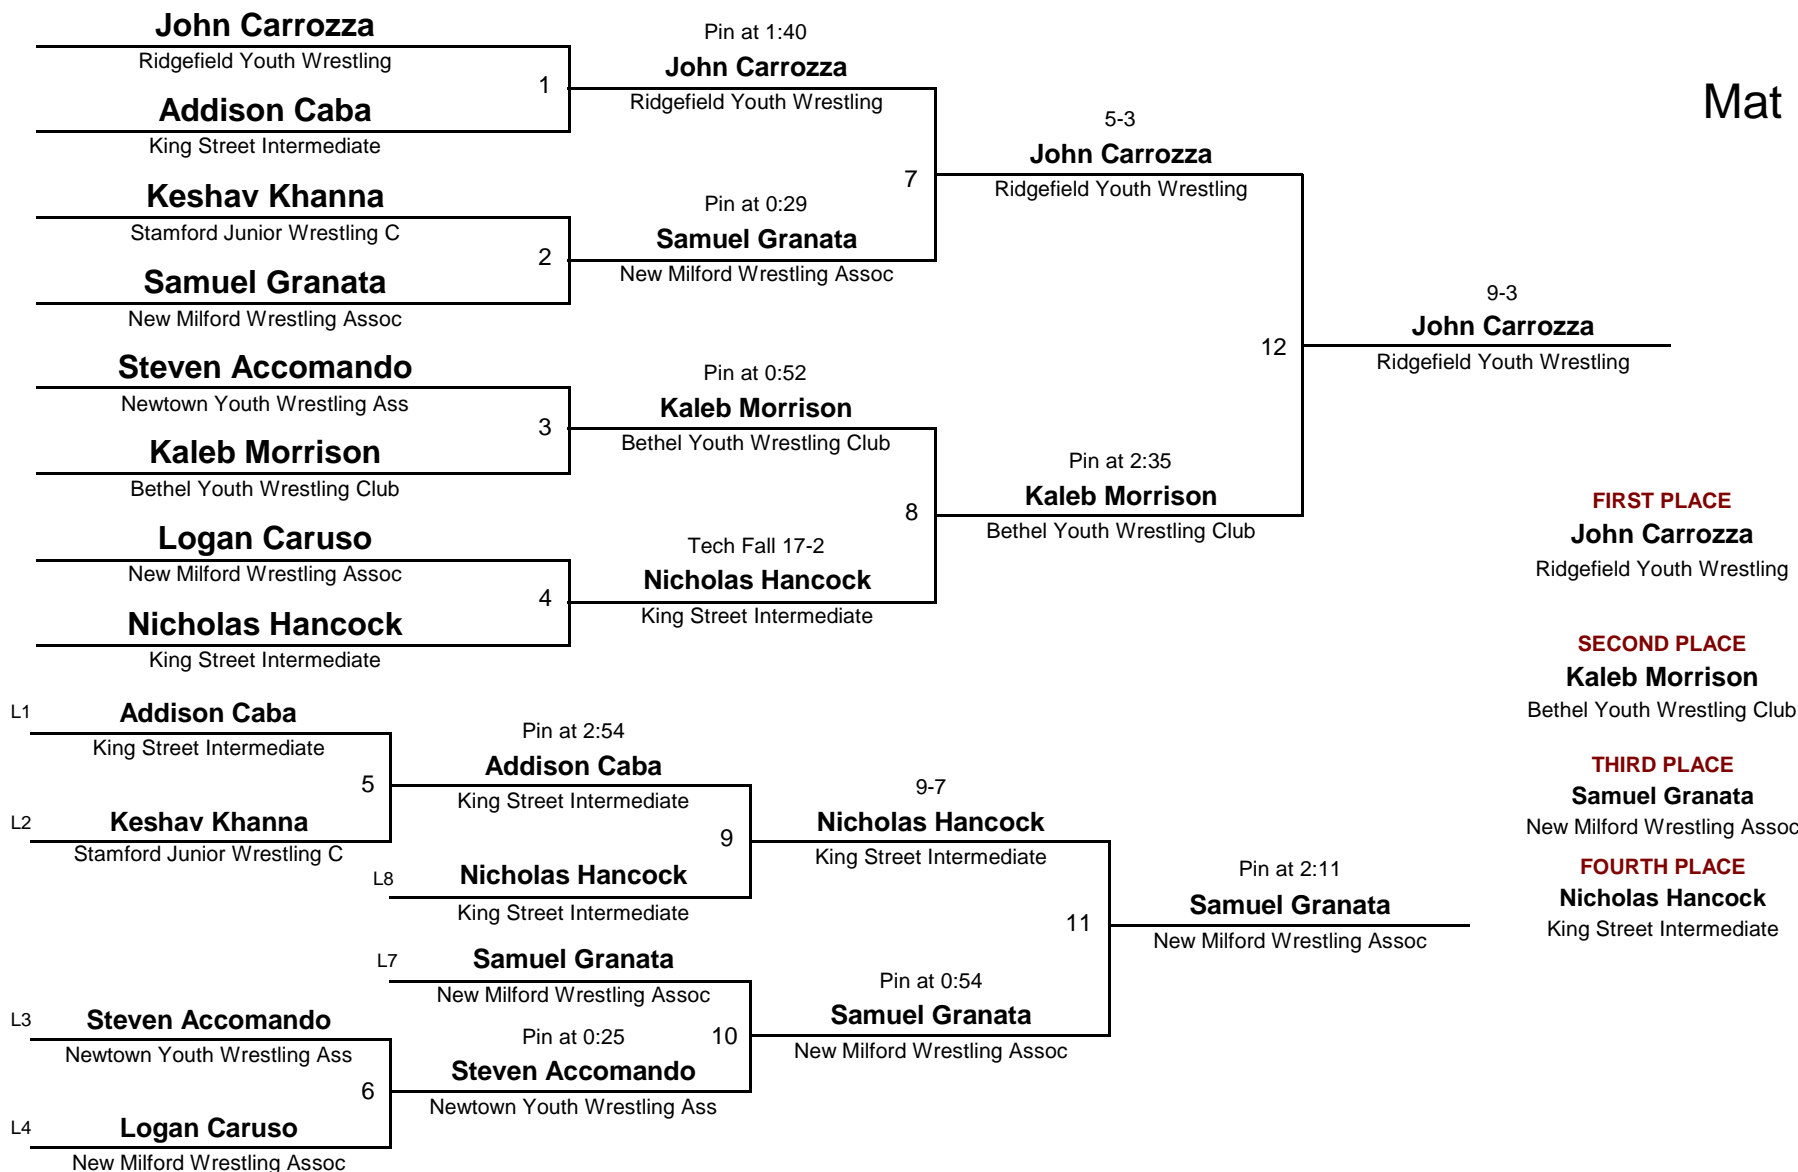 John Carrozza
Ridgefield Youth Wrestling
1
Addison Caba
King Street Intermediate
Keshav Khanna
Stamford Junior Wrestling C
2
Samuel Granata
New Milford Wrestling Assoc
Steven Accomando
Newtown Youth Wrestling Ass
3
Kaleb Morrison
Bethel Youth Wrestling Club
Logan Caruso
New Milford Wrestling Assoc
4
Nicholas Hancock
King Street Intermediate
Pin at 1:40
John Carrozza
Ridgefield Youth Wrestling
7
Pin at 0:29
Samuel Granata
New Milford Wrestling Assoc
Pin at 0:52
Kaleb Morrison
Bethel Youth Wrestling Club
8
Tech Fall 17-2
Nicholas Hancock
King Street Intermediate
5-3
John Carrozza
Ridgefield Youth Wrestling
12
Pin at 2:35
Kaleb Morrison
Bethel Youth Wrestling Club
9-3
John Carrozza
Ridgefield Youth Wrestling
Mat
L1
Addison Caba
King Street Intermediate
5
L2
Keshav Khanna
Stamford Junior Wrestling C
L3
Steven Accomando
Newtown Youth Wrestling Ass
6
L4
Logan Caruso
New Milford Wrestling Assoc
Pin at 2:54
Addison Caba
King Street Intermediate
9
L8
Nicholas Hancock
King Street Intermediate
L7
Samuel Granata
New Milford Wrestling Assoc
10
Pin at 0:25
Steven Accomando
Newtown Youth Wrestling Ass
9-7
Nicholas Hancock
King Street Intermediate
11
Pin at 0:54
Samuel Granata
New Milford Wrestling Assoc
Pin at 2:11
Samuel Granata
New Milford Wrestling Assoc
FIRST PLACE
John Carrozza
Ridgefield Youth Wrestling
SECOND PLACE
Kaleb Morrison
Bethel Youth Wrestling Club
THIRD PLACE
Samuel Granata
New Milford Wrestling Assoc
FOURTH PLACE
Nicholas Hancock
King Street Intermediate